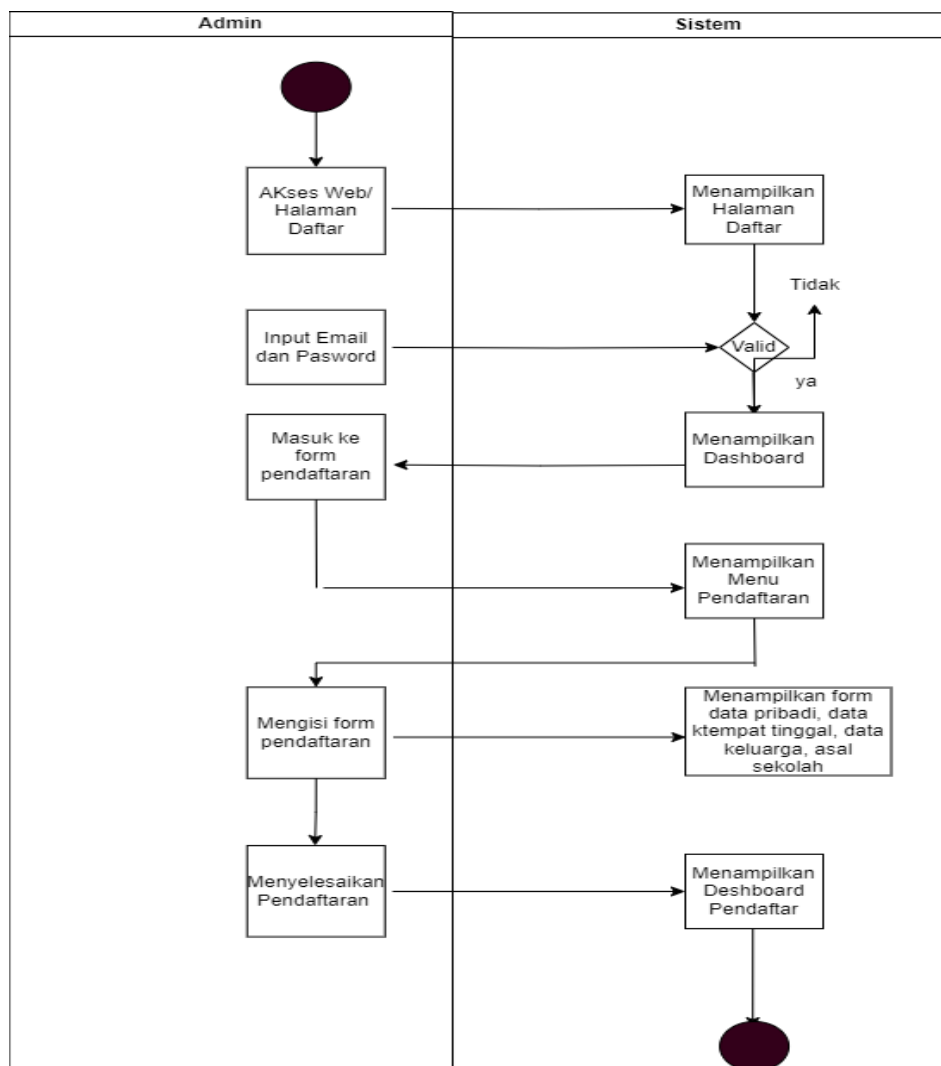 Admin
Sistem
AKses Web/
Halaman
Daftar
Menampilkan
Halaman
Daftar
Tidak
Input Email
dan Pasword
Valid
ya
Masuk ke
form
pendaftaran
Menampilkan
Dashboard
Menampilkan
Menu
Pendaftaran
Mengisi form
pendaftaran
Menampilkan form
data pribadi, data
ktempat tinggal, data
keluarga, asal
sekolah
Menyelesaikan
Pendaftaran
Menampilkan
Deshboard
Pendaftar